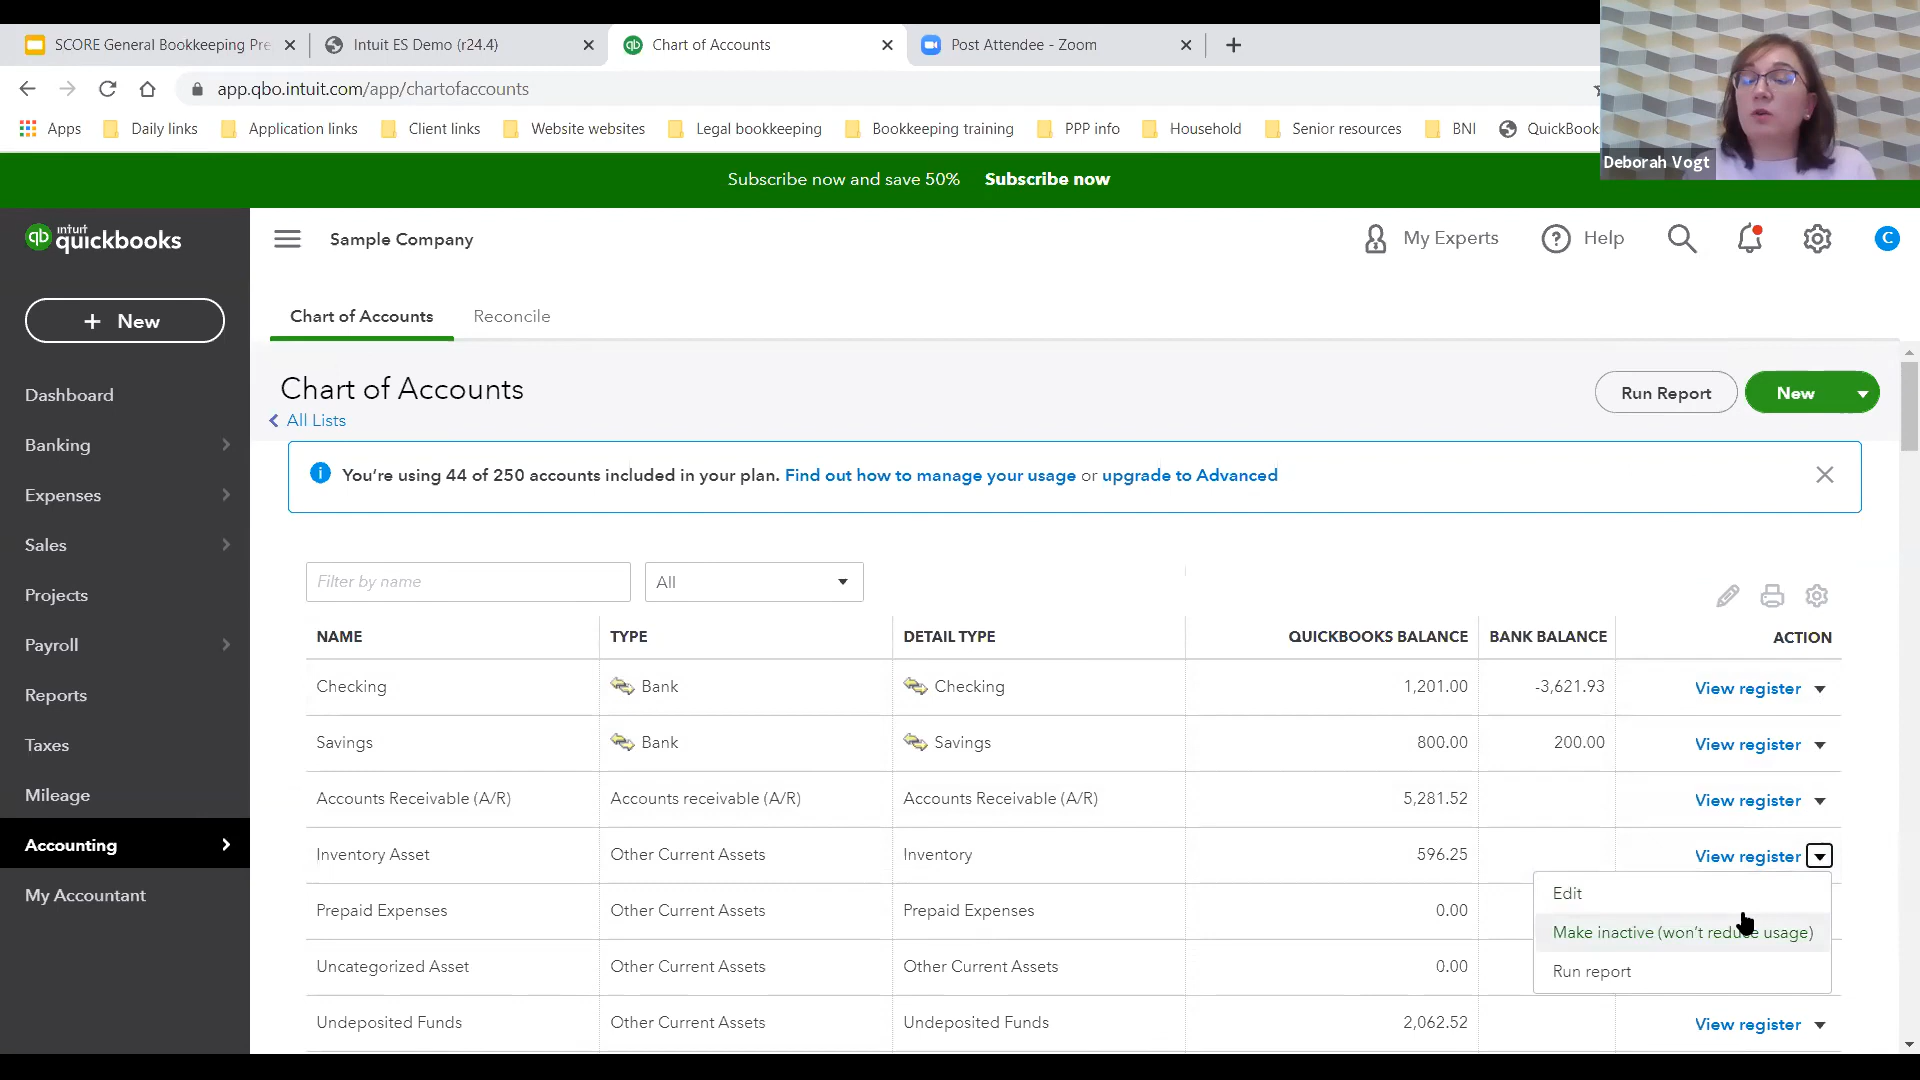 SCORE General Bookkeeping Pre
Intuit ES Demo (r24.4)
Chart of Accounts
Post Attendee - Zoom
app.qbo.intuit.com/app/chartofaccounts
Apps
Daily links
Application links
Client links
Website websites
Legal bookkeeping
Bookkeeping training
PPP info
Household
Senior resources
BNI
QuickBook
Deborah Vogt
Subscribe now and save 50% Subscribe now
qb intuit quickbooks
Sample Company
My Experts
Help
C
+ New
Dashboard
Banking
Expenses
Sales
Projects
Payroll
Reports
Taxes
Mileage
Accounting
My Accountant
Chart of Accounts
Reconcile
Chart of Accounts
All Lists
Run Report
New
You're using 44 of 250 accounts included in your plan. Find out how to manage your usage or upgrade to Advanced
Filter by name
All
NAME TYPE DETAIL TYPE QUICKBOOKS BALANCE BANK BALANCE ACTION
Checking Bank Checking 1,201.00 -3,621.93 View register
Savings Bank Savings 800.00 200.00 View register
Accounts Receivable (A/R) Accounts receivable (A/R) Accounts Receivable (A/R) 5,281.52 View register
Inventory Asset Other Current Assets Inventory 596.25 View register
Prepaid Expenses Other Current Assets Prepaid Expenses 0.00
Uncategorized Asset Other Current Assets Other Current Assets 0.00
Undeposited Funds Other Current Assets Undeposited Funds 2,062.52 View register
Edit
Make inactive (won't reduce usage)
Run report